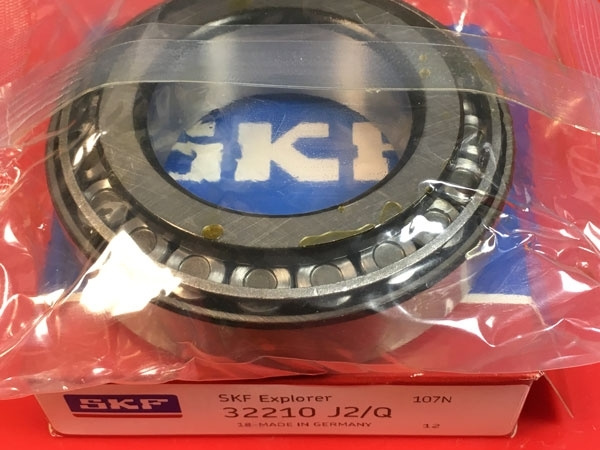 SKF
SKF
SKF Explorer
107N
32210 J2/Q
18-MADE IN GERMANY
12